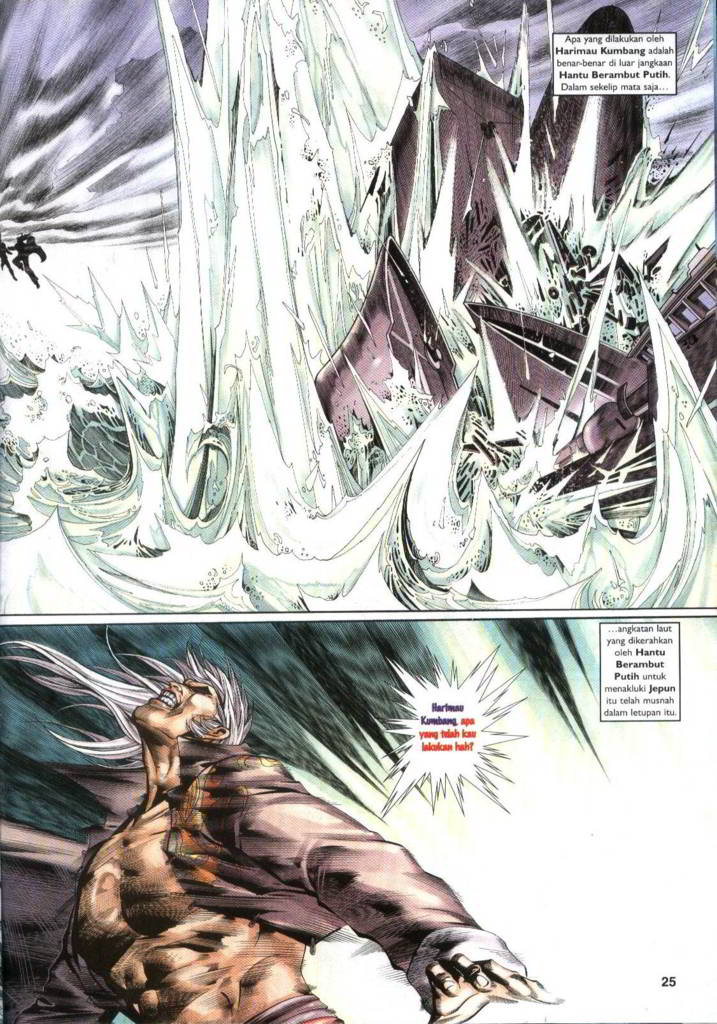 Apa yang dilakukan oleh
Harimau Kumbang adalah
benar-benar di luar jangkaan
Hantu Berambut Putih.
Dalam sekelip mata saja...
...angkatan laut
yang dikerahkan
oleh Hantu
Berambut
Putih untuk
menakluki Jepun
itu telah musnah
dalam letupan itu.
Harimau
Kumbang, apa
yang telah kau
lakukan hah?
25